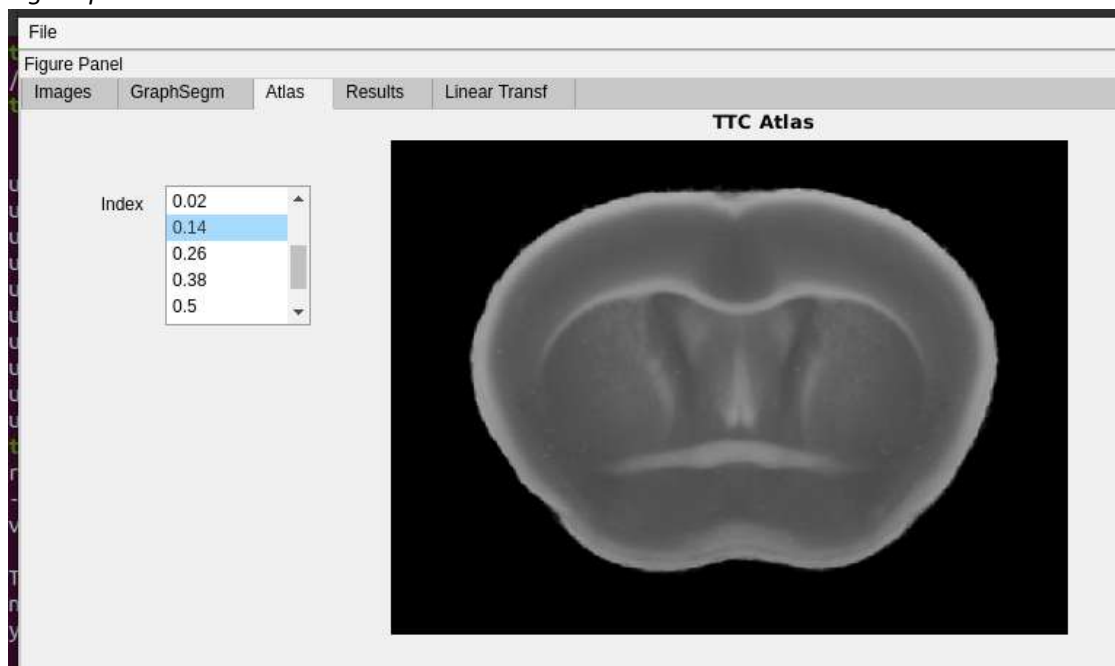 File
Figure Panel
Images GraphSegm Atlas Results Linear Transf
TTC Atlas
Index
0.02
0.14
0.26
0.38
0.5